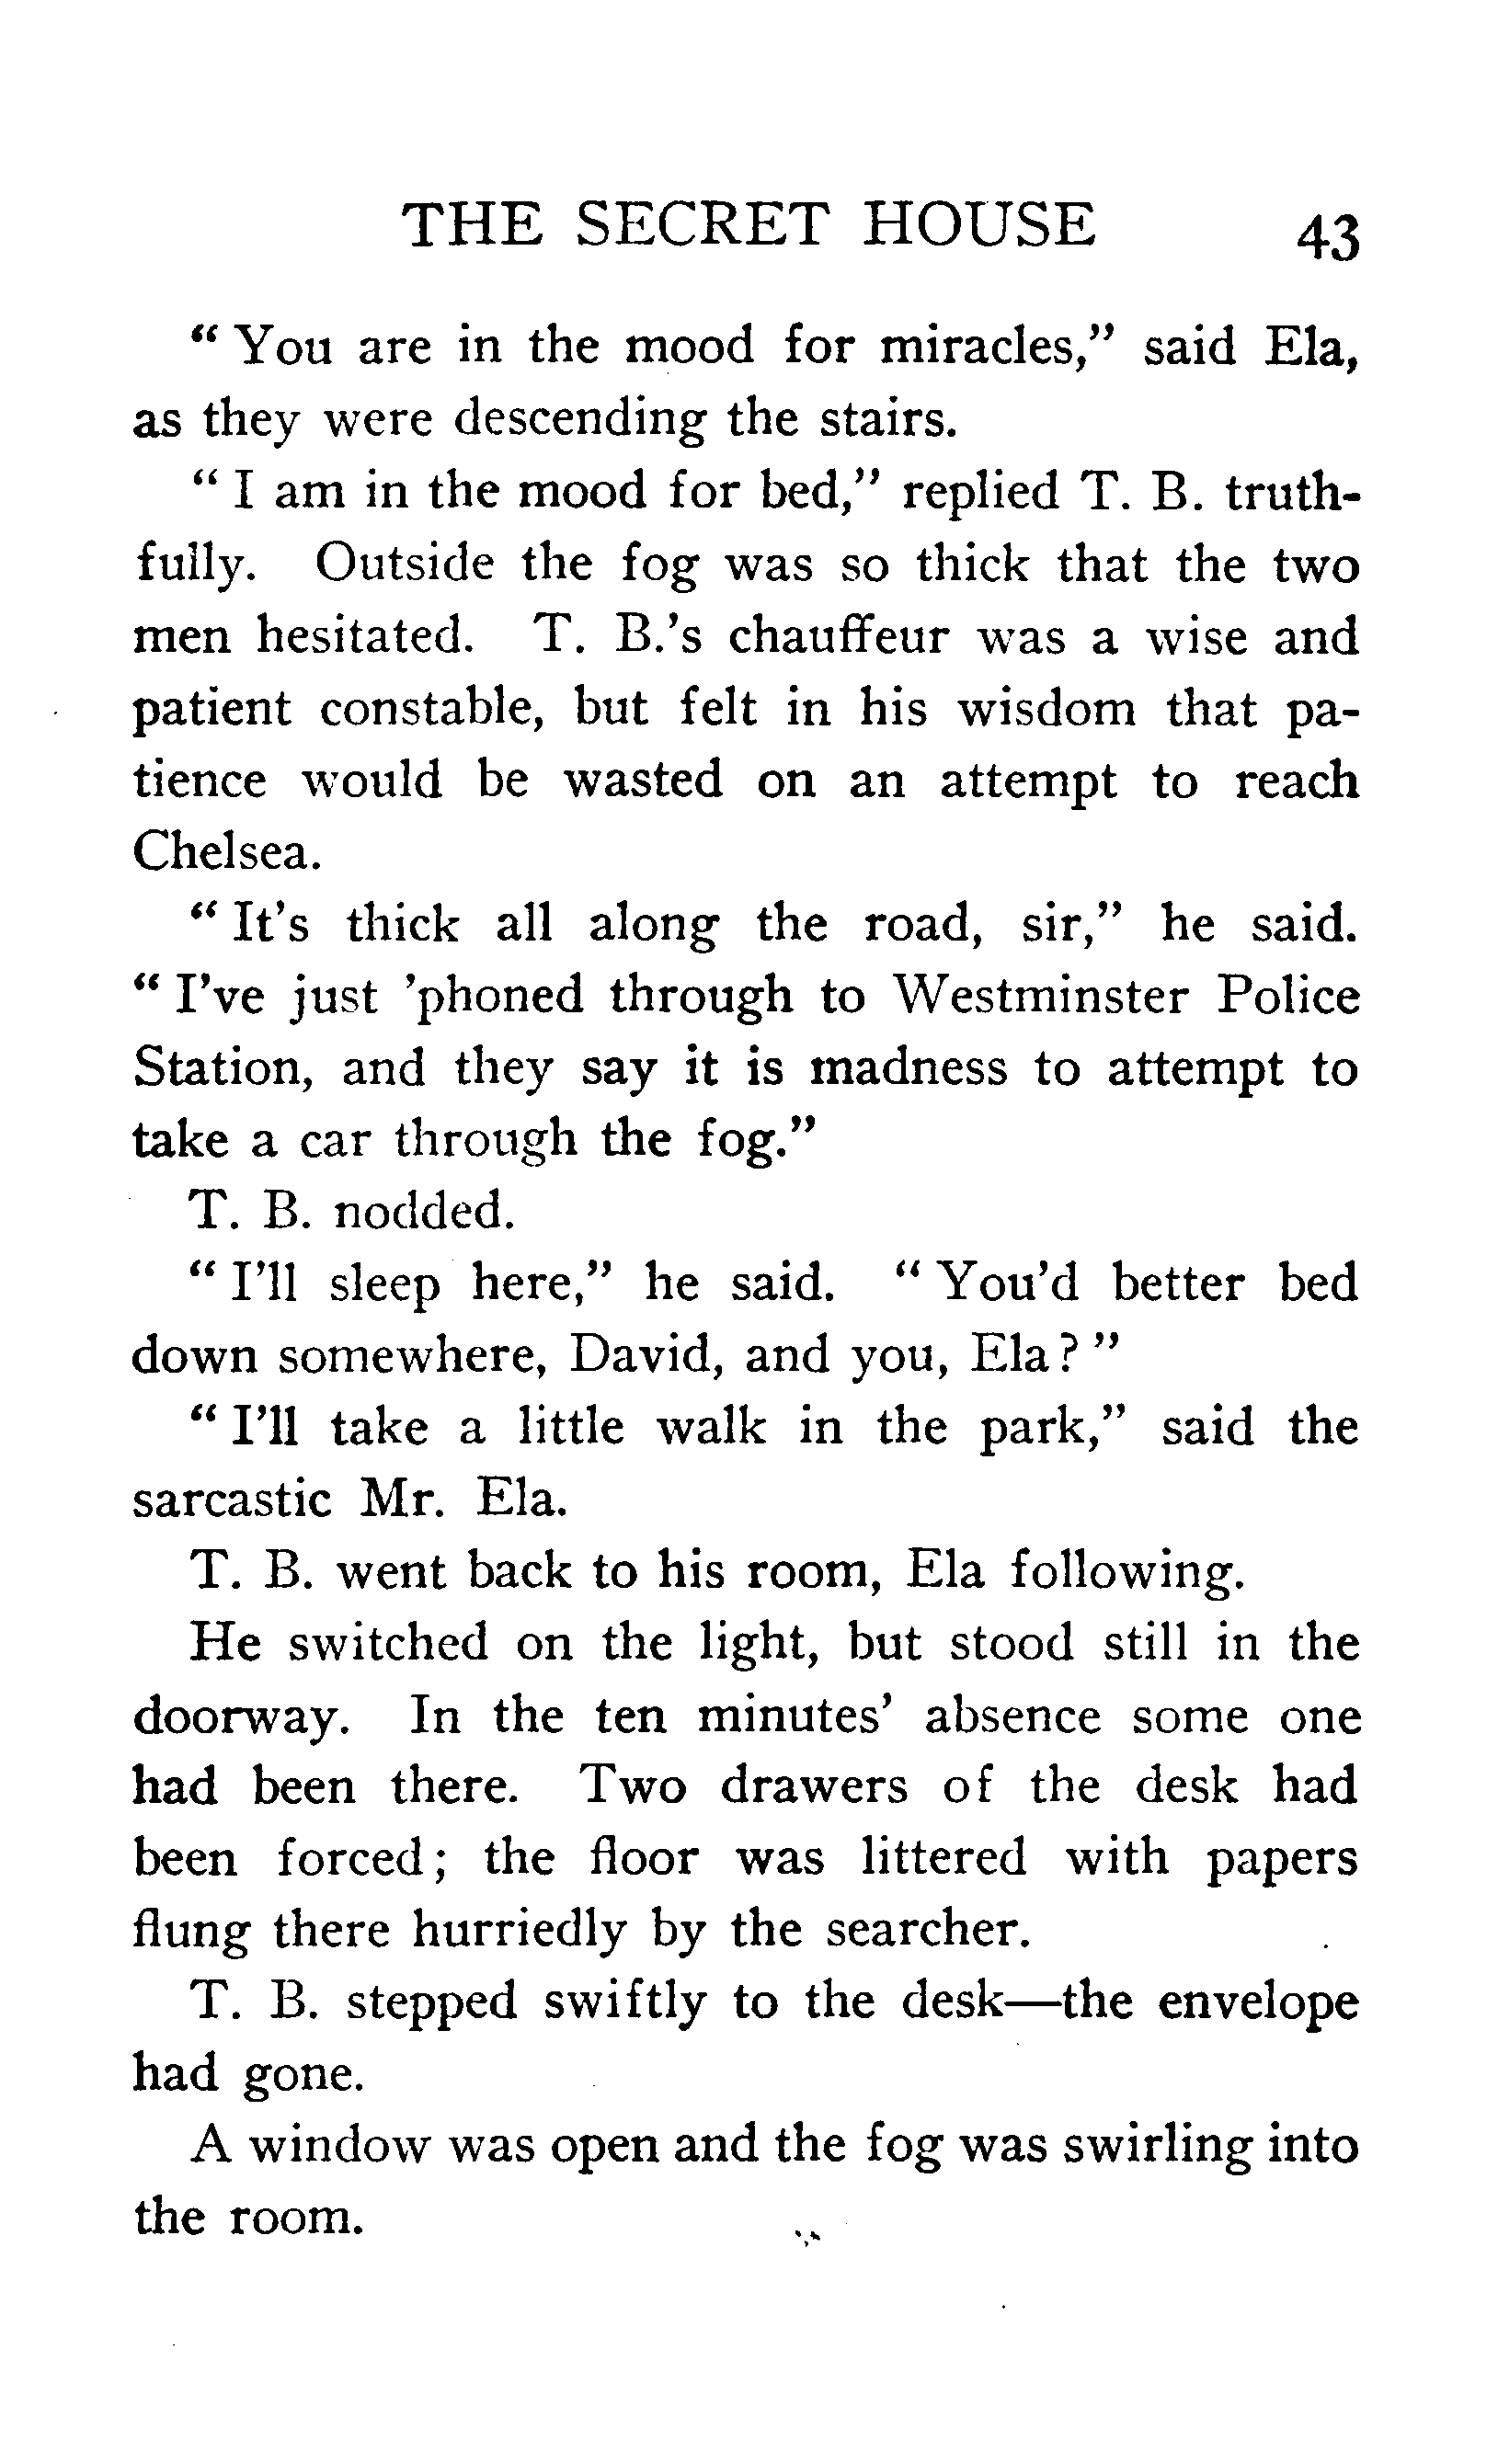 THE SECRET HOUSE 43
" You are in the mood for miracles," said Ela,
as they were descending the stairs.
" I am in the mood for bed," replied T. B. truth-
fully. Outside the fog was so thick that the two
men hesitated. T. B.'s chauffeur was a wise and
patient constable, but felt in his wisdom that pa-
tience would be wasted on an attempt to reach
Chelsea.
" It's thick all along the road, sir," he said.
" I've just 'phoned through to Westminster Police
Station, and they say it is madness to attempt to
take a car through the fog."
T. B. nodded.
" I'll sleep here," he said. " You'd better bed
down somewhere, David, and you, Ela? "
" I'll take a little walk in the park," said the
sarcastic Mr. Ela.
T. B. went back to his room, Ela following.
He switched on the light, but stood still in the
doorway. In the ten minutes' absence some one
had been there. Two drawers of the desk had
been forced; the floor was littered with papers
flung there hurriedly by the searcher.
T. B. stepped swiftly to the desk—the envelope
had gone.
A window was open and the fog was swirling into
the room.